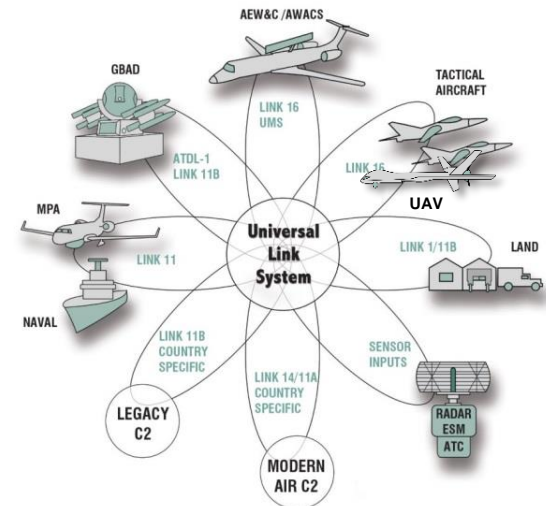 AEW&C /AWACS
GBAD
TACTICAL
AIRCRAFT
LINK 16
UMS
ATDL-1
LINK 11B
LINK 16
UAV
MPA
Universal
Link
System
LINK 11
LINK 1/11B
LAND
NAVAL
LINK 11B
COUNTRY
SPECIFIC
SENSOR
INPUTS
LINK 14/11A
COUNTRY
SPECIFIC
LEGACY
C2
RADAR
ESM
ATC
MODERN
AIR C2